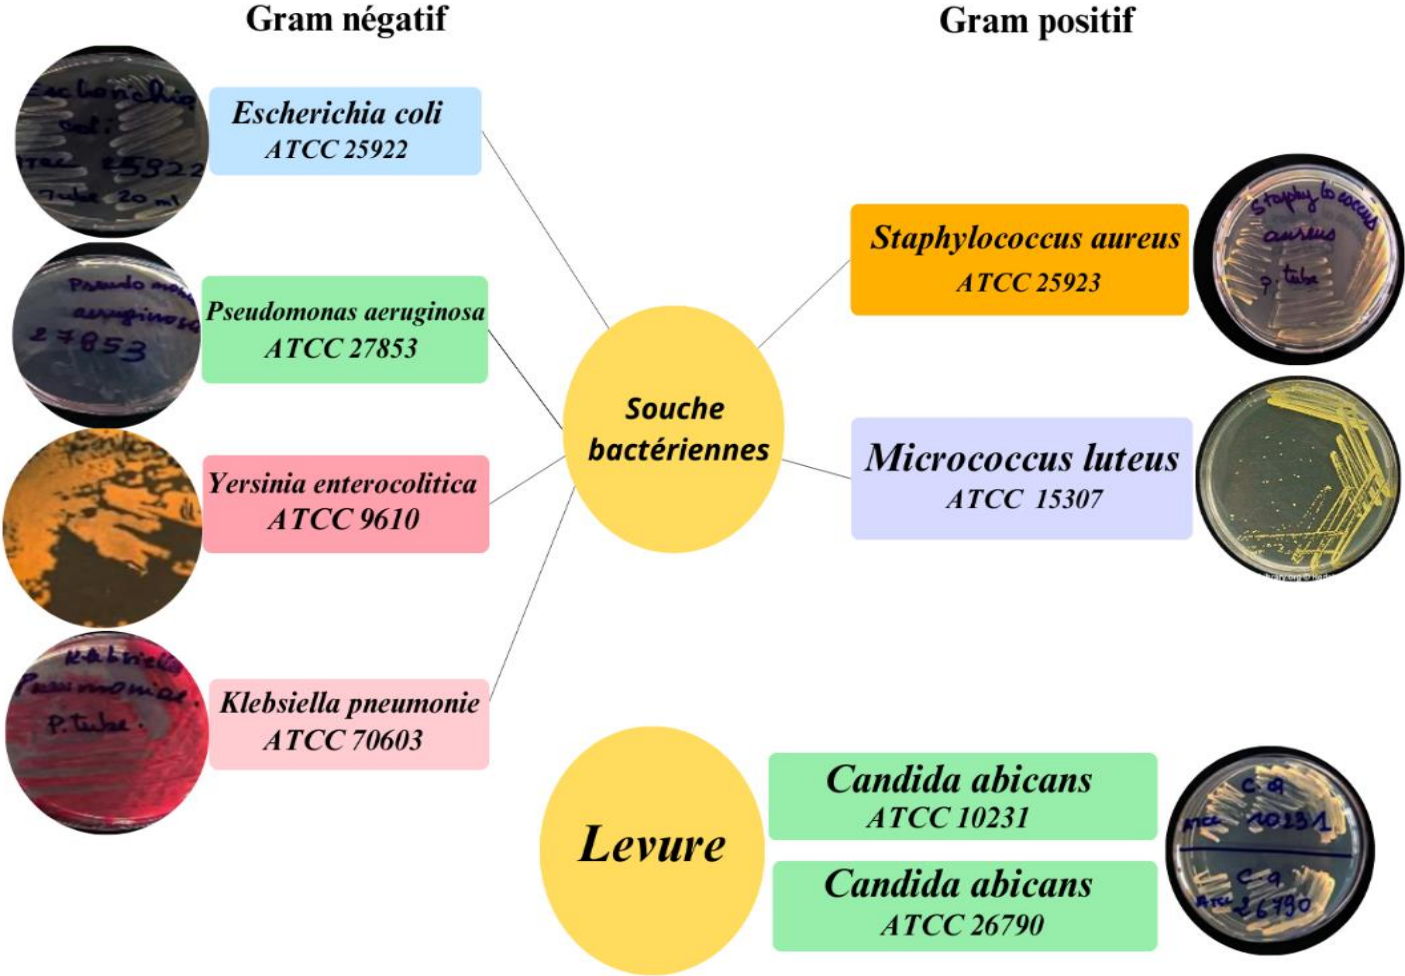 Gram négatif
Gram positif
Escherichia
coli
ATCC 25922
Tube 20 ml
Escherichia coli
ATCC 25922
Pseudomonas
aeruginosa
27853
Pseudomonas aeruginosa
ATCC 27853
Yersinia enterocolitica
ATCC 9610
Pneumoniae.
P. tube.
Klebsiella pneumonie
ATCC 70603
Souche
bactériennes
Staphylococcus aureus
ATCC 25923
Staphylococcus
aureus
p. tube
Micrococcus luteus
ATCC 15307
Levure
Candida abicans
ATCC 10231
Candida abicans
ATCC 26790
C. a
ATCC 10231
C. a
ATCC 26790